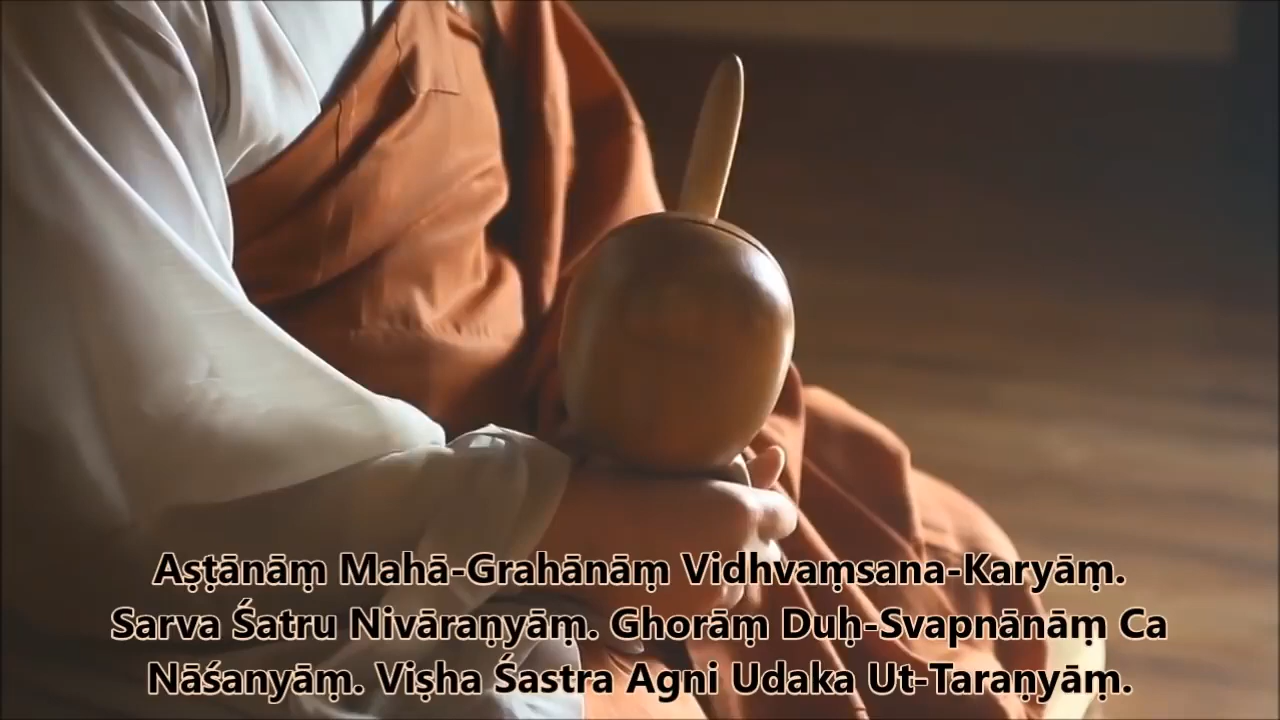 Aṣṭānāṃ Mahā-Grahānāṃ Vidhvaṃsana-Karyāṃ.
Sarva Śatru Nivāraṇyāṃ. Ghorāṃ Duḥ-Svapnānāṃ Ca
Nāśanyāṃ. Viṣha Śastra Agni Udaka Ut-Taraṇyāṃ.